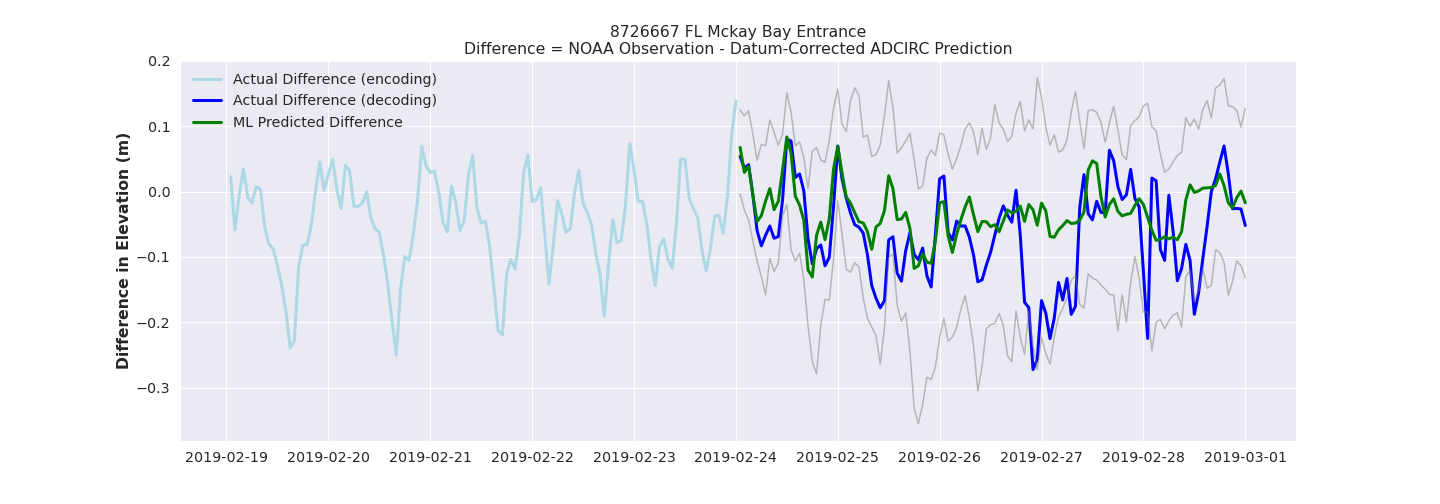 8726667 FL Mckay Bay Entrance
Difference = NOAA Observation - Datum-Corrected ADCIRC Prediction
Difference in Elevation (m)
0.2
0.1
0.0
−0.1
−0.2
−0.3
Actual Difference (encoding)
Actual Difference (decoding)
ML Predicted Difference
2019-02-19 2019-02-20 2019-02-21 2019-02-22 2019-02-23 2019-02-24 2019-02-25 2019-02-26 2019-02-27 2019-02-28 2019-03-01